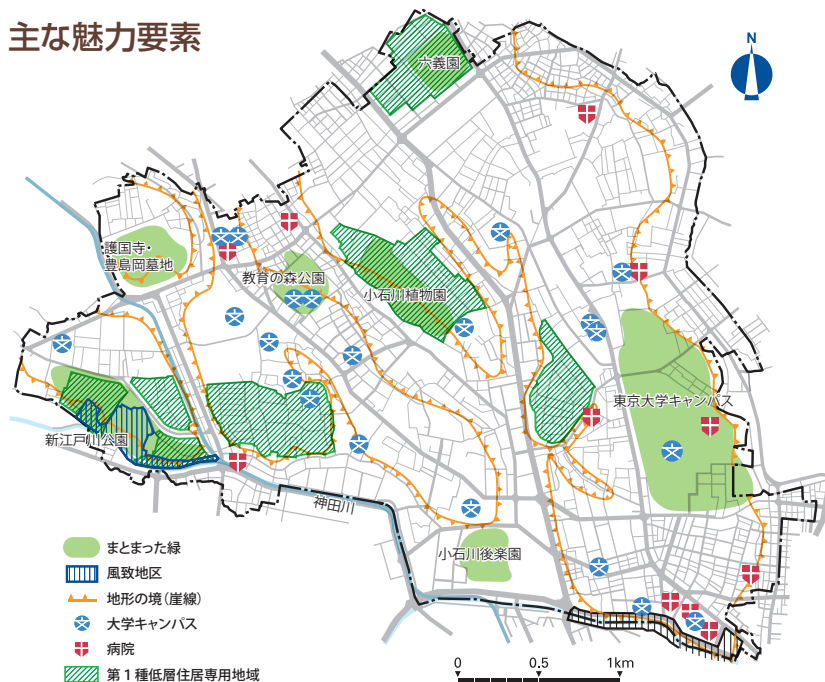 主な魅力要素
N
六義園
護国寺・
豊島岡墓地
教育の森公園
小石川植物園
東京大学キャンパス
新江戸川公園
神田川
小石川後楽園
まとまった緑
風致地区
地形の境(崖線)
大学キャンパス
病院
第1種低層住居専用地域
0 0.5 1km